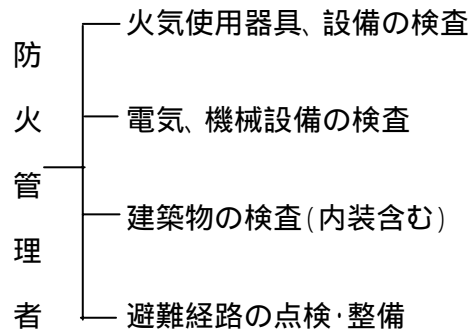 防火管理者
火気使用器具、設備の検査
電気、機械設備の検査
建築物の検査(内装含む)
避難経路の点検・整備